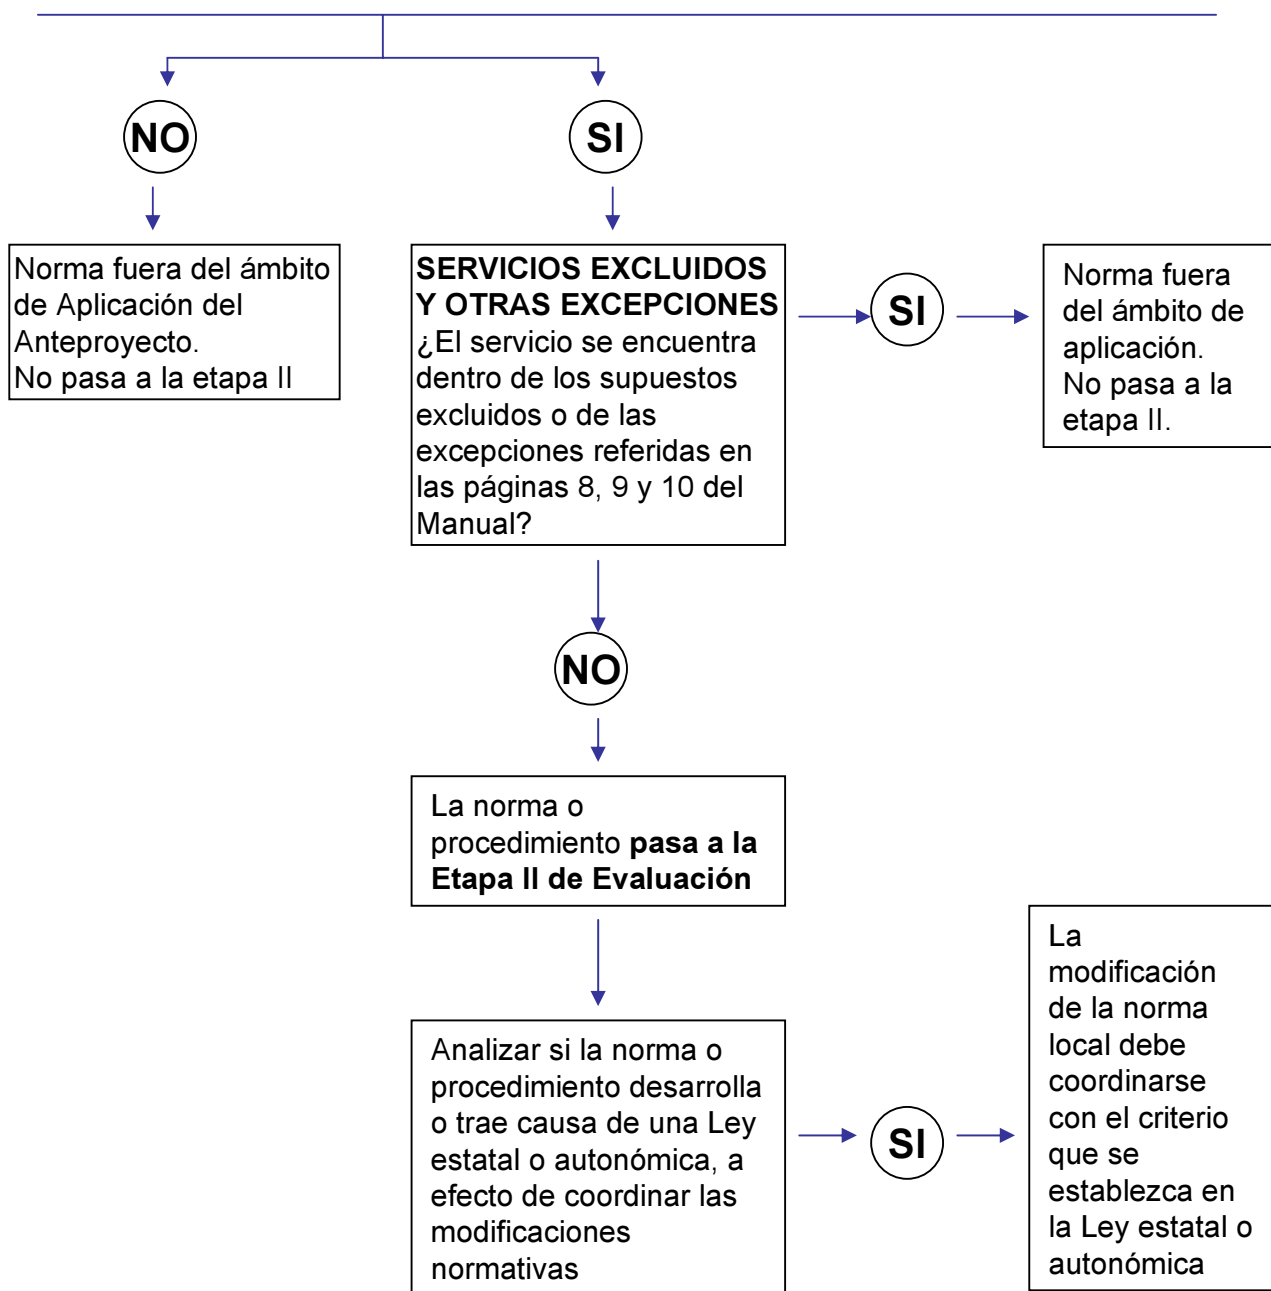 NO
SI
Norma fuera del ámbito
de Aplicación del
Anteproyecto.
No pasa a la etapa II
SERVICIOS EXCLUIDOS
Y OTRAS EXCEPCIONES
¿El servicio se encuentra
dentro de los supuestos
excluidos o de las
excepciones referidas en
las páginas 8, 9 y 10 del
Manual?
SI
Norma fuera
del ámbito de
aplicación.
No pasa a la
etapa II.
NO
La norma o
procedimiento pasa a la
Etapa II de Evaluación
Analizar si la norma o
procedimiento desarrolla
o trae causa de una Ley
estatal o autonómica, a
efecto de coordinar las
modificaciones
normativas
SI
La
modificación
de la norma
local debe
coordinarse
con el criterio
que se
establezca en
la Ley estatal o
autonómica